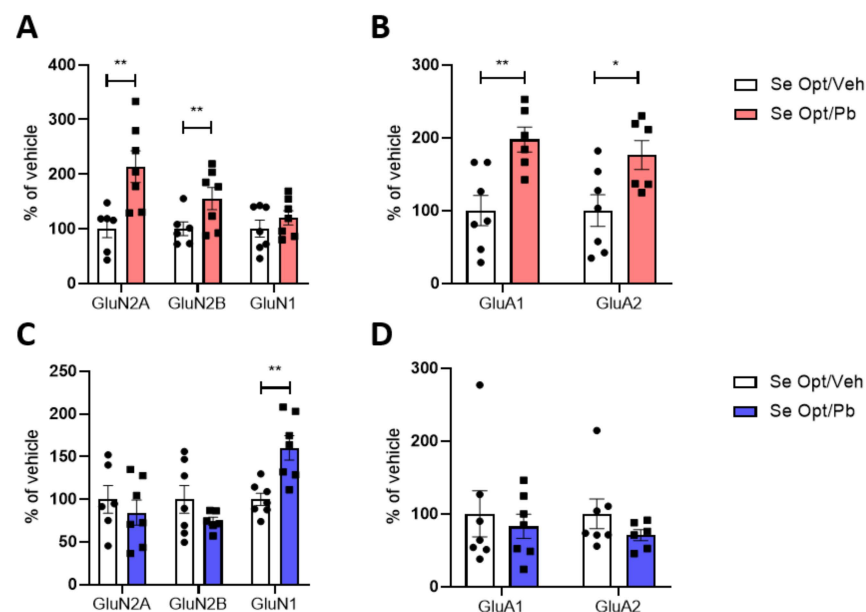 A
% of vehicle
400
300
200
100
0
**
**
GluN2A GluN2B GluN1
B
% of vehicle
300
200
100
0
**
*
GluA1 GluA2
Se Opt/Veh
Se Opt/Pb
C
% of vehicle
250
200
150
100
50
0
**
GluN2A GluN2B GluN1
D
% of vehicle
300
200
100
0
GluA1 GluA2
Se Opt/Veh
Se Opt/Pb